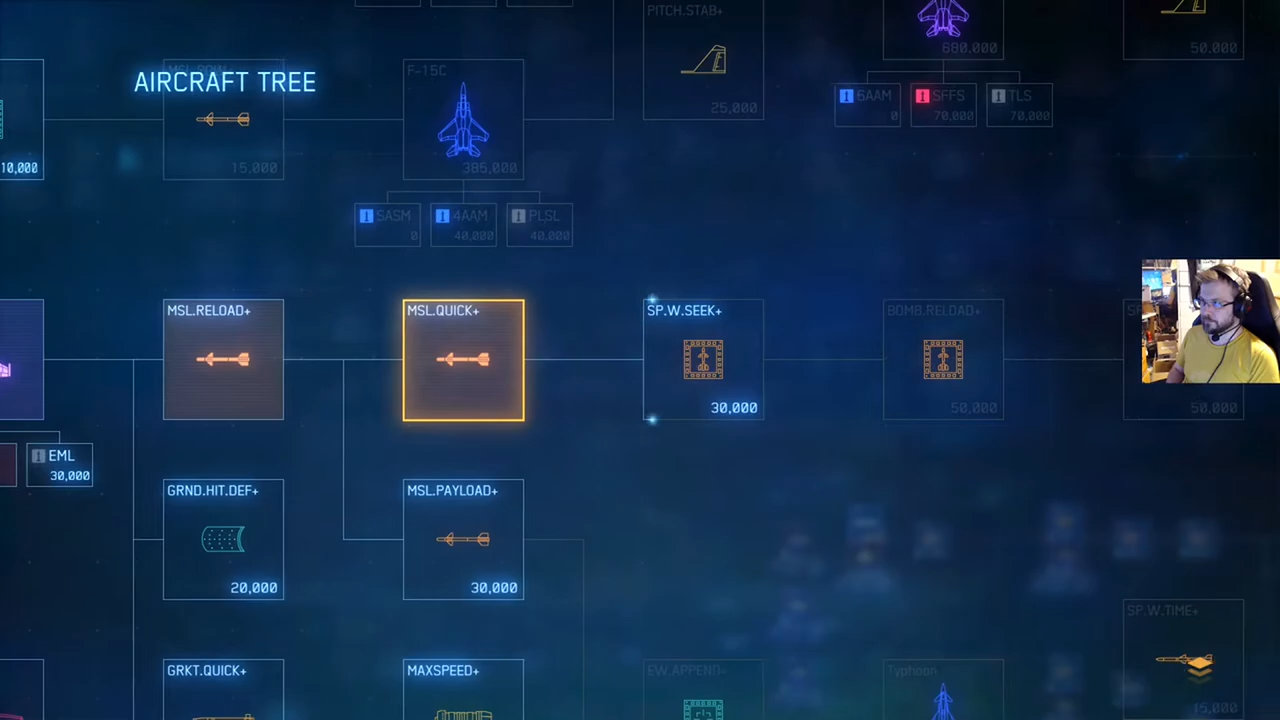 PITCH.STAB+
25,000
680,000
50,000
6AAM
0
SFFS
70,000
TLS
70,000
AIRCRAFT TREE
MSL.POW+
15,000
10,000
F-15C
385,000
SASM
0
4AAM
40,000
PLSL
40,000
MSL.RELOAD+
MSL.QUICK+
SP.W.SEEK+
30,000
BOMB.RELOAD+
50,000
50,000
EML
30,000
GRND.HIT.DEF+
20,000
MSL.PAYLOAD+
30,000
SP.W.TIME+
15,000
GRKT.QUICK+
MAXSPEED+
EW.APPEND+
Typhoon